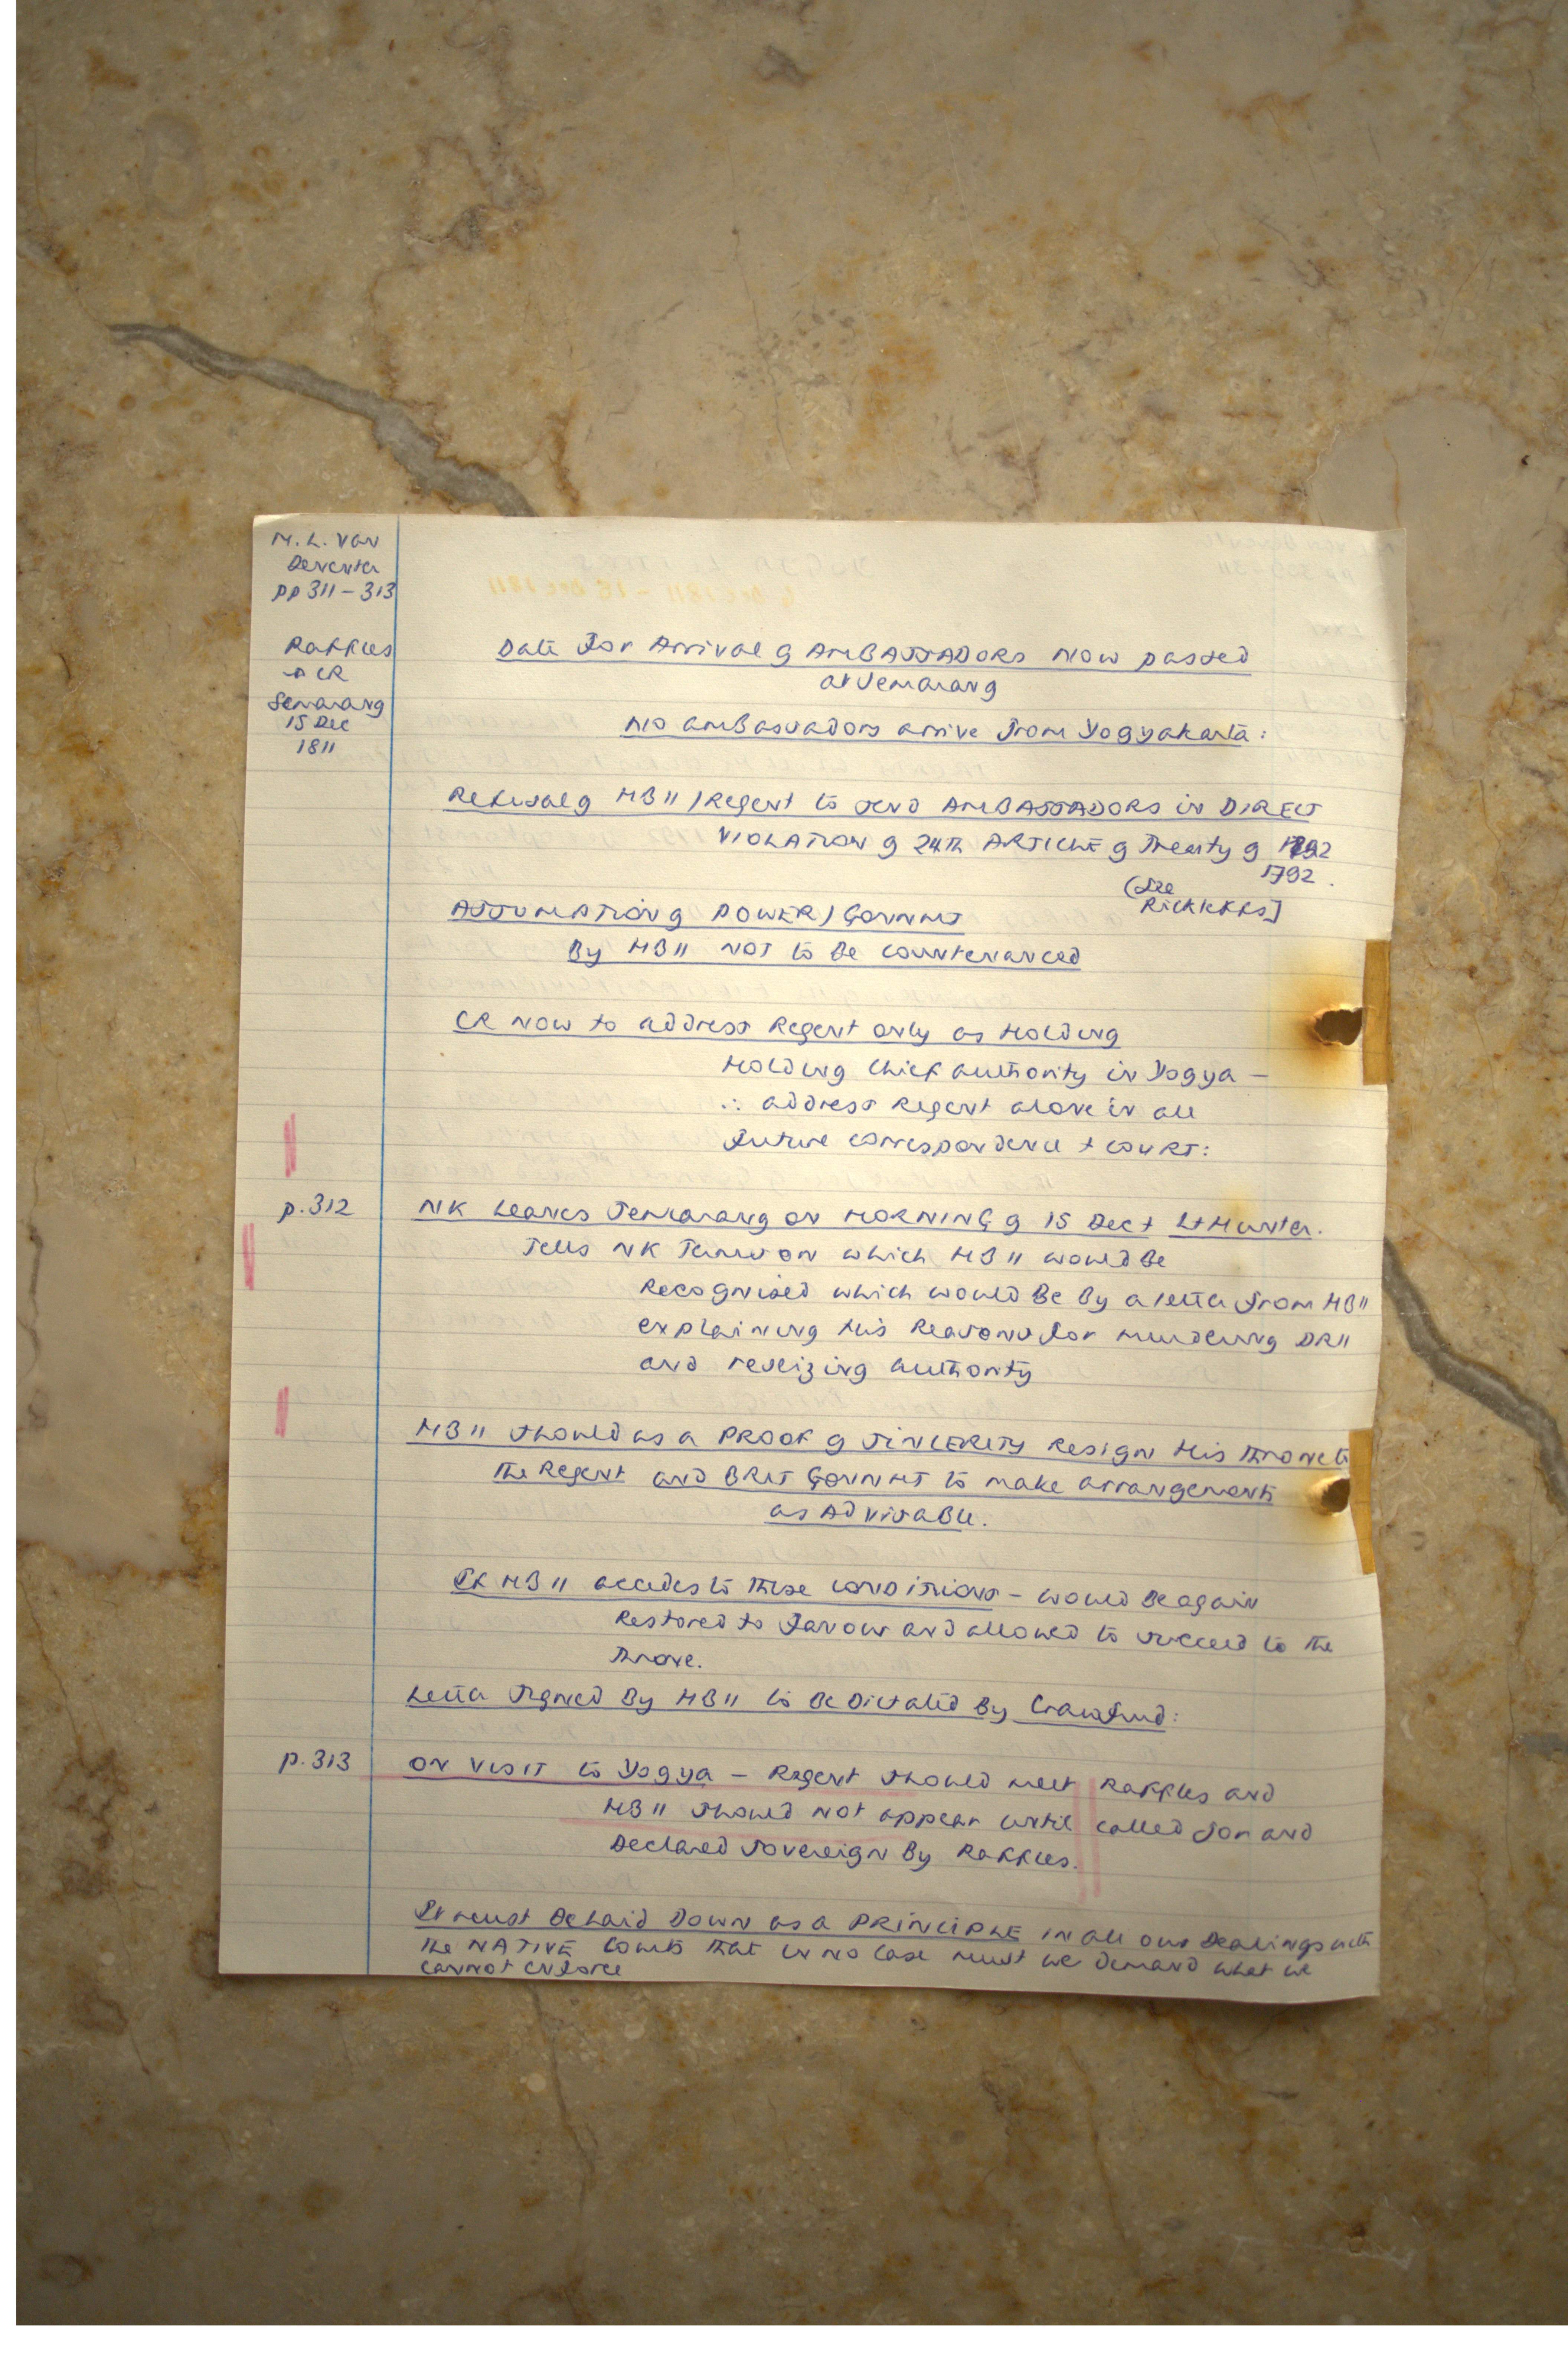 M. L. Van
Deventer
pp 311 - 313
Raffles
→ CR
Semarang
15 Dec
1811
Date for Arrival of AMBASSADORS now passed
at Semarang
No ambassadors arrive from Yogyakarta :
Refusal of HB II / Regent to send AMBASSADORS in DIRECT
VIOLATION of 24th ARTICLE of Treaty of 1792
1792 .
(See
Ricklefs]
ASSUMPTION of POWER / GOVNMT
By HB II NOT to be countenanced
CR now to address Regent only as Holding
Holding chief authority in Yogya —
∴ address Regent alone in all
future correspondence + COURT :
p. 312
NK leaves Semarang on MORNING of 15 Dec + Lt Hunter.
Tells NK Terms on which HB II would be
Recognised which would be by a letter from HB II
explaining his Reasons for murdering DR II
and reseizing authority
HB II should as a PROOF of SINCERITY Resign His Throne to
the Regent and BRIT GOVNMT to make arrangements
as ADVISABLE.
If HB II accedes to these CONDITIONS - would be again
Restored to favour and allowed to succeed to the
Throne.
Letter signed By HB II to be Dictated By Crawfurd :
p. 313
ON VISIT to Yogya — Regent should meet Raffles and
HB II should not appear until called for and
Declared Sovereign By Raffles.
It must be Laid Down as a PRINCIPLE in all our Dealings with
the NATIVE Courts that in no case must we demand what we
cannot enforce